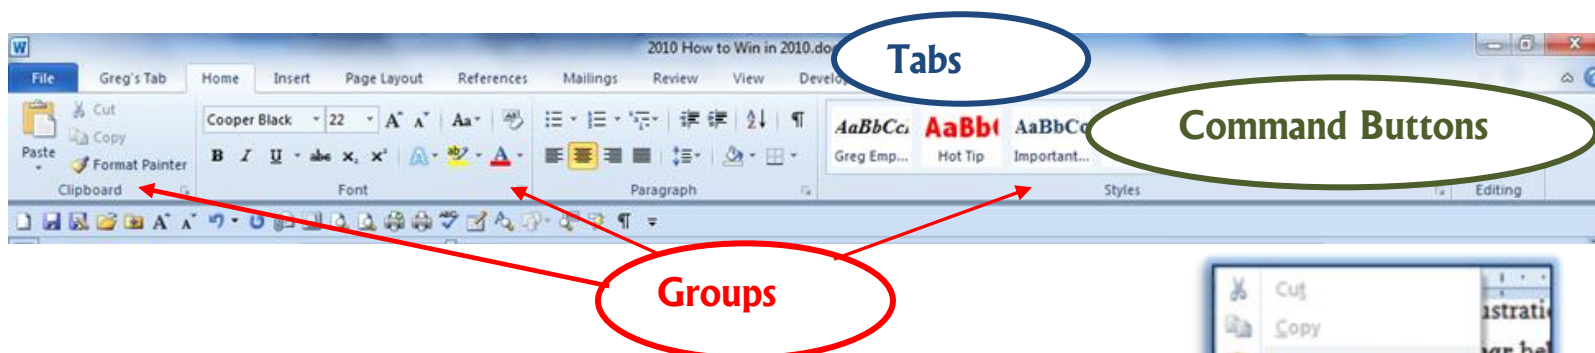 2010 How to Win in 2010.do
Tabs
File Greg's Tab Home Insert Page Layout References Mailings Review View Develo
Cut
Copy
Paste
Format Painter
Cooper Black 22
AaBbCcI AaBb( AaBbCc
Greg Emp... Hot Tip Important...
Command Buttons
Clipboard Font Paragraph Styles Editing
Groups
Cut
Copy